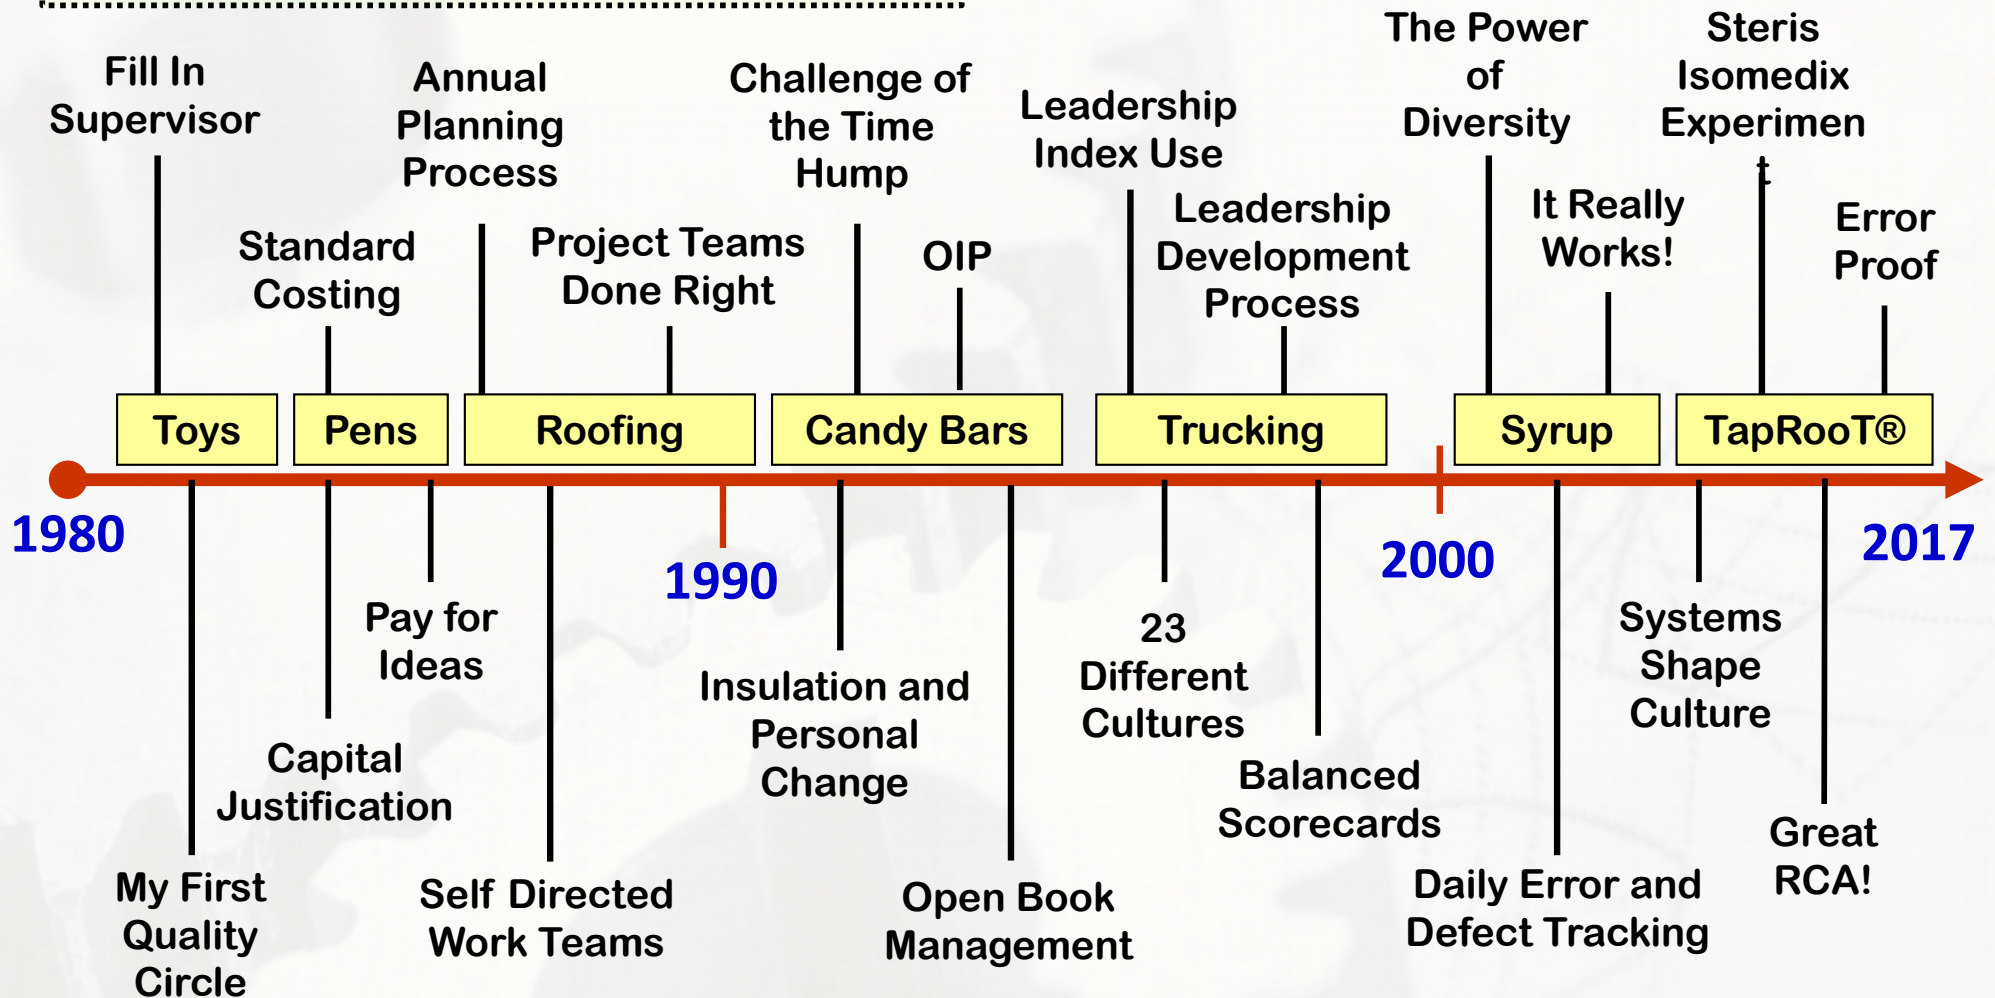 Fill In
Supervisor
Annual
Planning
Process
Challenge of
the Time
Hump
Leadership
Index Use
The Power
of
Diversity
Steris
Isomedix
Experimen
t
Standard
Costing
Project Teams
Done Right
OIP
Leadership
Development
Process
It Really
Works!
Error
Proof
Toys
Pens
Roofing
Candy Bars
Trucking
Syrup
TapRooT®
1980
1990
2000
2017
Pay for
Ideas
23
Different
Cultures
Systems
Shape
Culture
Capital
Justification
Insulation and
Personal
Change
Balanced
Scorecards
My First
Quality
Circle
Self Directed
Work Teams
Open Book
Management
Daily Error and
Defect Tracking
Great
RCA!